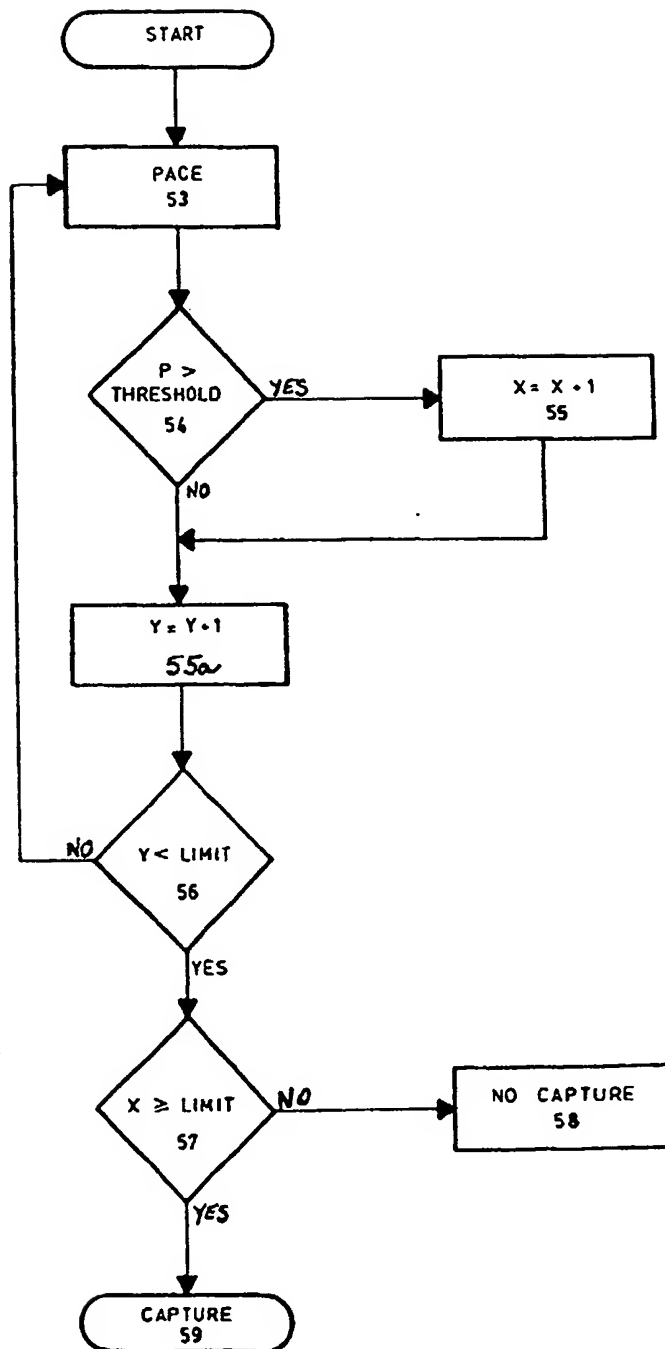 START
PACE
53
P >
THRESHOLD
54
YES
X = X + 1
55
NO
Y = Y + 1
55a
NO
Y < LIMIT
56
YES
X ≥ LIMIT
57
NO
NO CAPTURE
58
YES
CAPTURE
59